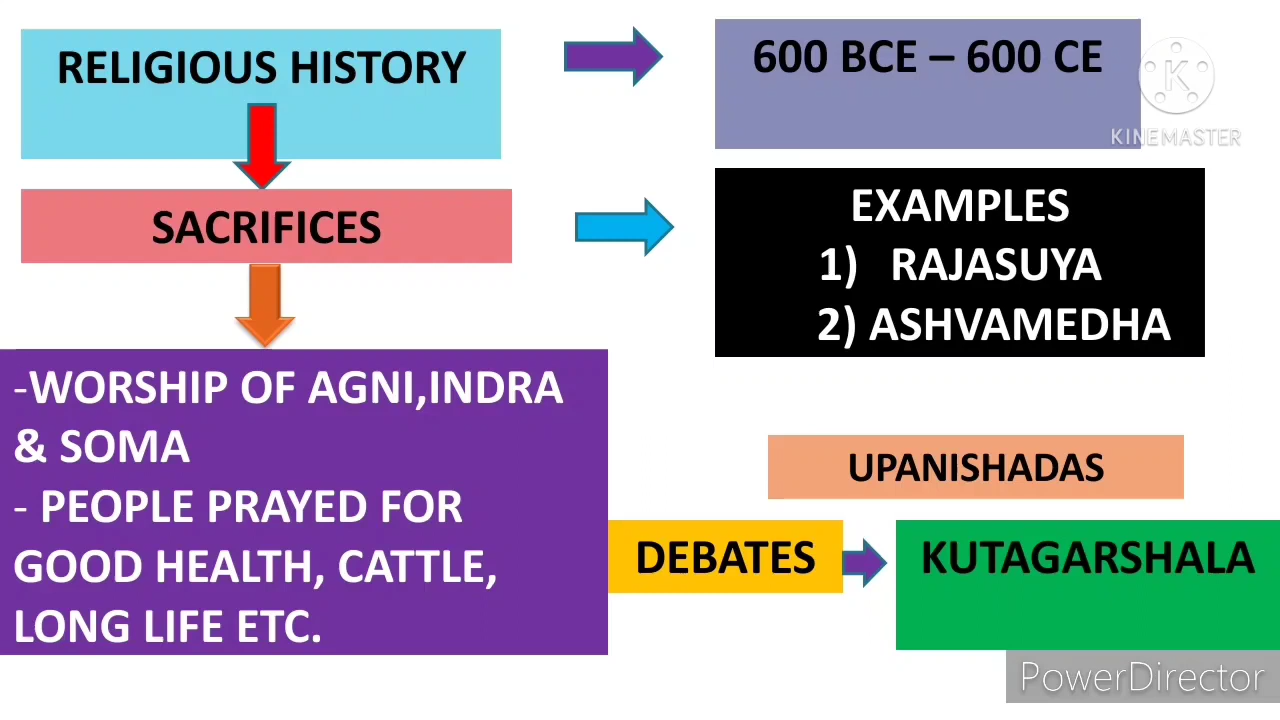 RELIGIOUS HISTORY
600 BCE – 600 CE
K
KINEMASTER
SACRIFICES
EXAMPLES
1) RAJASUYA
2) ASHVAMEDHA
-WORSHIP OF AGNI,INDRA
& SOMA
- PEOPLE PRAYED FOR
GOOD HEALTH, CATTLE,
LONG LIFE ETC.
UPANISHADAS
DEBATES
KUTAGARSHALA
PowerDirector